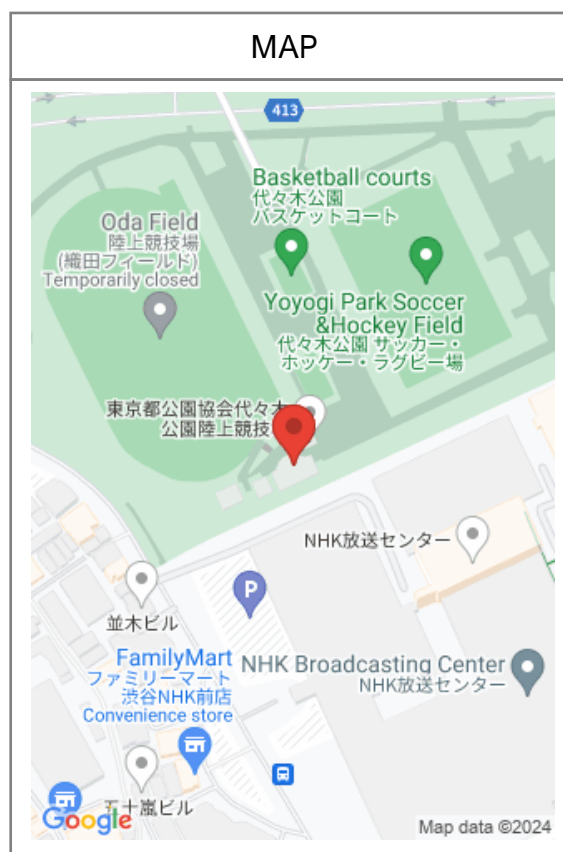 MAP
413
Basketball courts
代々木公園
バスケットコート
Oda Field
陸上競技場
(織田フィールド)
Temporarily closed
Yoyogi Park Soccer
&Hockey Field
代々木公園 サッカー・
ホッケー・ラグビー場
東京都公園協会代々木
公園陸上競技
NHK放送センター
P
並木ビル
FamilyMart
ファミリーマート
渋谷NHK前店
Convenience store
NHK Broadcasting Center
NHK放送センター
五十嵐ビル
Google
Map data ©2024